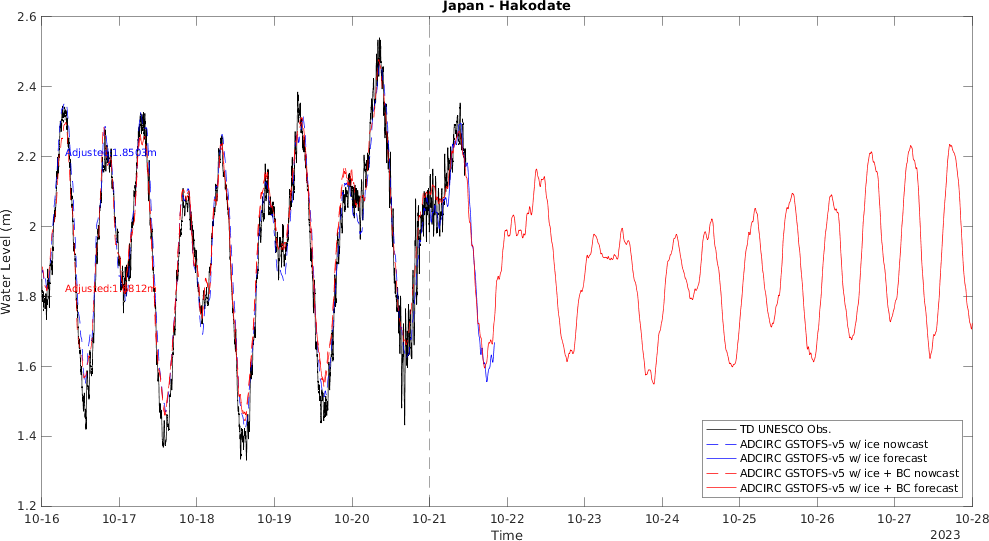 Japan - Hakodate
2.6
2.4
2.2
2
1.8
1.6
1.4
1.2
Water Level (m)
Adjusted:1.8503m
TD UNESCO Obs.
ADCIRC GSTOFS-v5 w/ ice nowcast
ADCIRC GSTOFS-v5 w/ ice forecast
ADCIRC GSTOFS-v5 w/ ice + BC nowcast
ADCIRC GSTOFS-v5 w/ ice + BC forecast
10-16
10-17
10-18
10-19
10-20
10-21
10-22
10-23
10-24
10-25
10-26
10-27
10-28
Time
2023